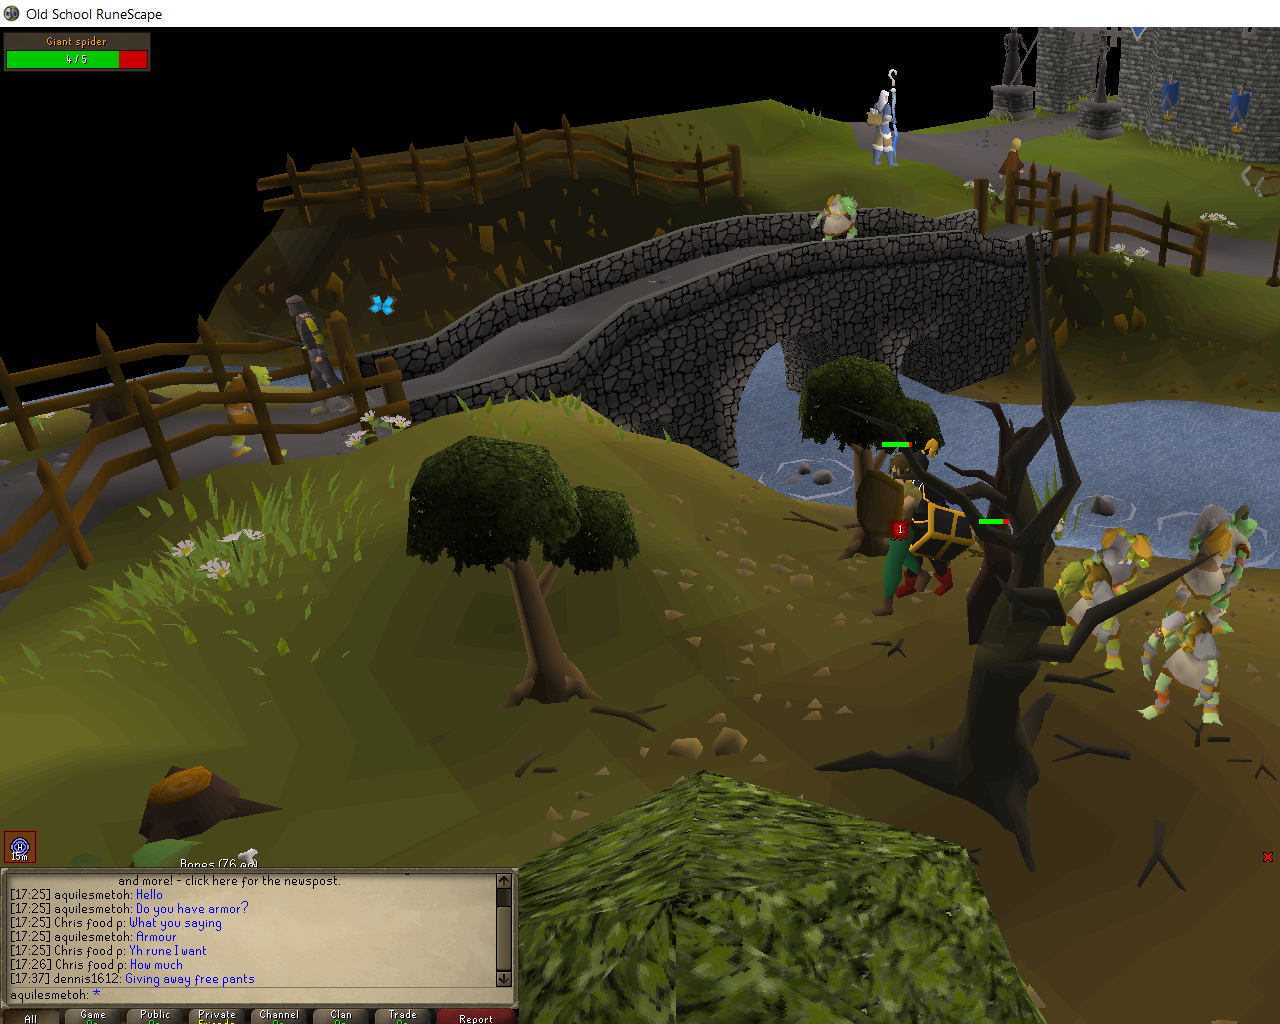 Old School RuneScape
Giant spider
4 / 5
1
15m
Bones (76
and more! - click here for the newspost.
[17:25] aquilesmetoh: Hello
[17:25] aquilesmetoh: Do you have armor?
[17:25] Chris food p: What you saying
[17:25] aquilesmetoh: Armour
[17:25] Chris food p: Yh rune I want
[17:26] Chris food p: How much
[17:37] dennis1612: Giving away free pants
aquilesmetoh: *
All Game Public Private Channel Clan Trade Report